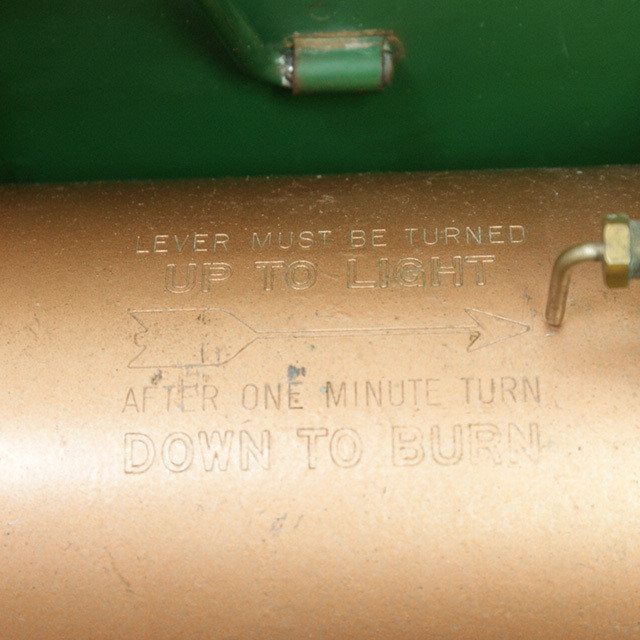 LEVER MUST BE TURNED
UP TO LIGHT
AFTER ONE MINUTE TURN
DOWN TO BURN